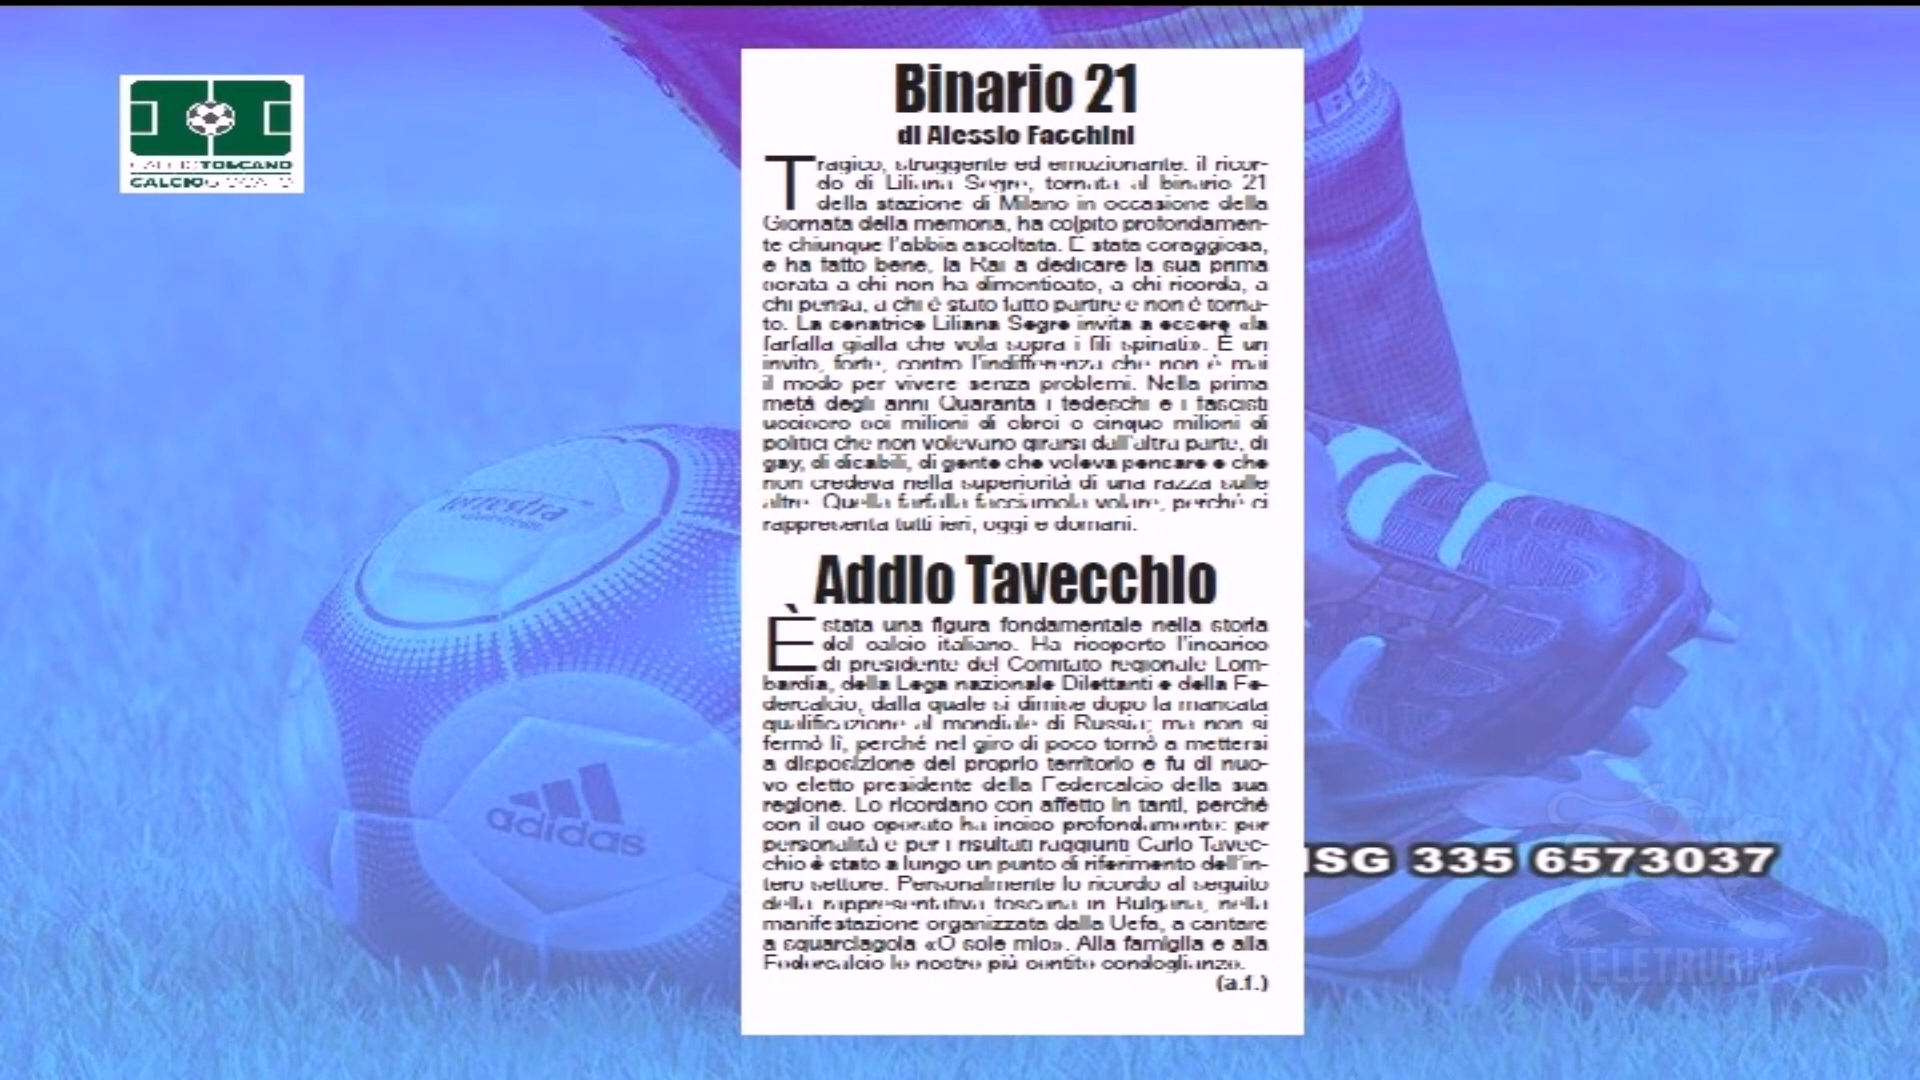 Binario 21
di Alessio Facchini
Tragico, struggente ed emozionante. il ricor-
do di Liliana Segre, tornata al binario 21
della stazione di Milano in occasione della
Giornata della memoria, ha colpito profondamen-
te chiunque l'abbia ascoltata. È stata coraggiosa,
e ha fatto bene, la Rai a dedicare la sua prima
serata a chi non ha dimenticato, a chi ricorda, a
chi pensa, a chi è stato fatto partire e non è torna-
to. La senatrice Liliana Segre invita a essere «la
farfalla gialla che vola sopra i fili spinati». È un
invito, forte, contro l'indifferenza che non è mai
il modo per vivere senza problemi. Nella prima
metà degli anni Quaranta i tedeschi e i fascisti
uccisero sei milioni di ebrei e cinque milioni di
politici che non volevano girarsi dall'altra parte, di
gay, di disabili, di gente che voleva pensare e che
non credeva nella superiorità di una razza sulle
altre. Quella farfalla facciamola volare, perché ci
rappresenta tutti ieri, oggi e domani.
Addio Tavecchio
È stata una figura fondamentale nella storia
del calcio italiano. Ha ricoperto l'incarico
di presidente del Comitato regionale Lom-
bardia, della Lega nazionale Dilettanti e della Fe-
dercalcio, dalla quale si dimise dopo la mancata
qualificazione al mondiale di Russia; ma non si
fermò lì, perché nel giro di poco tornò a mettersi
a disposizione del proprio territorio e fu di nuo-
vo eletto presidente della Federcalcio della sua
regione. Lo ricordano con affetto in tanti, perché
con il suo operato ha inciso profondamente: per
personalità e per i risultati raggiunti Carlo Tavec-
chio è stato a lungo un punto di riferimento dell'in-
tero settore. Personalmente lo ricordo al seguito
della rappresentativa toscana in Bulgaria, nella
manifestazione organizzata dalla Uefa, a cantare
a squarciagola «O sole mio». Alla famiglia e alla
Federcalcio le nostre più sentite condoglianze.
(a.f.)
CALCIOTOSCANO
CALCIOGIOCATO
terrestra
adidas
MSG 335 6573037
TELETRURIA